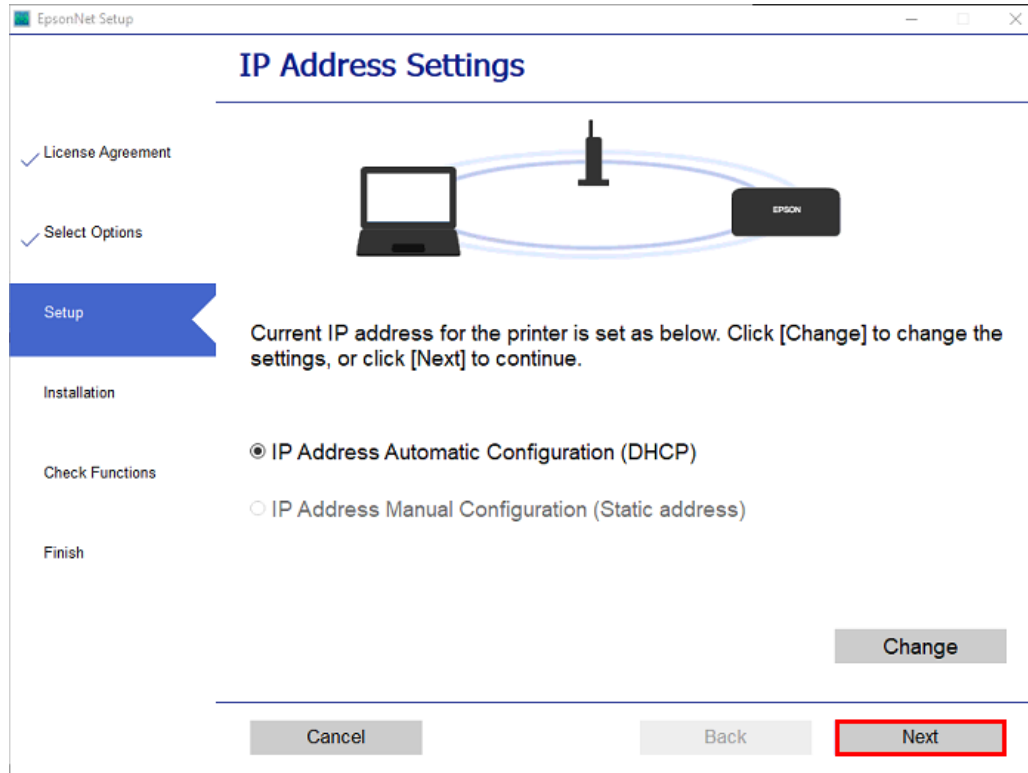 EpsonNet Setup
IP Address Settings
License Agreement
Select Options
Setup
Installation
Check Functions
Finish
EPSON
Current IP address for the printer is set as below. Click [Change] to change the
settings, or click [Next] to continue.
IP Address Automatic Configuration (DHCP)
IP Address Manual Configuration (Static address)
Change
Cancel
Back
Next